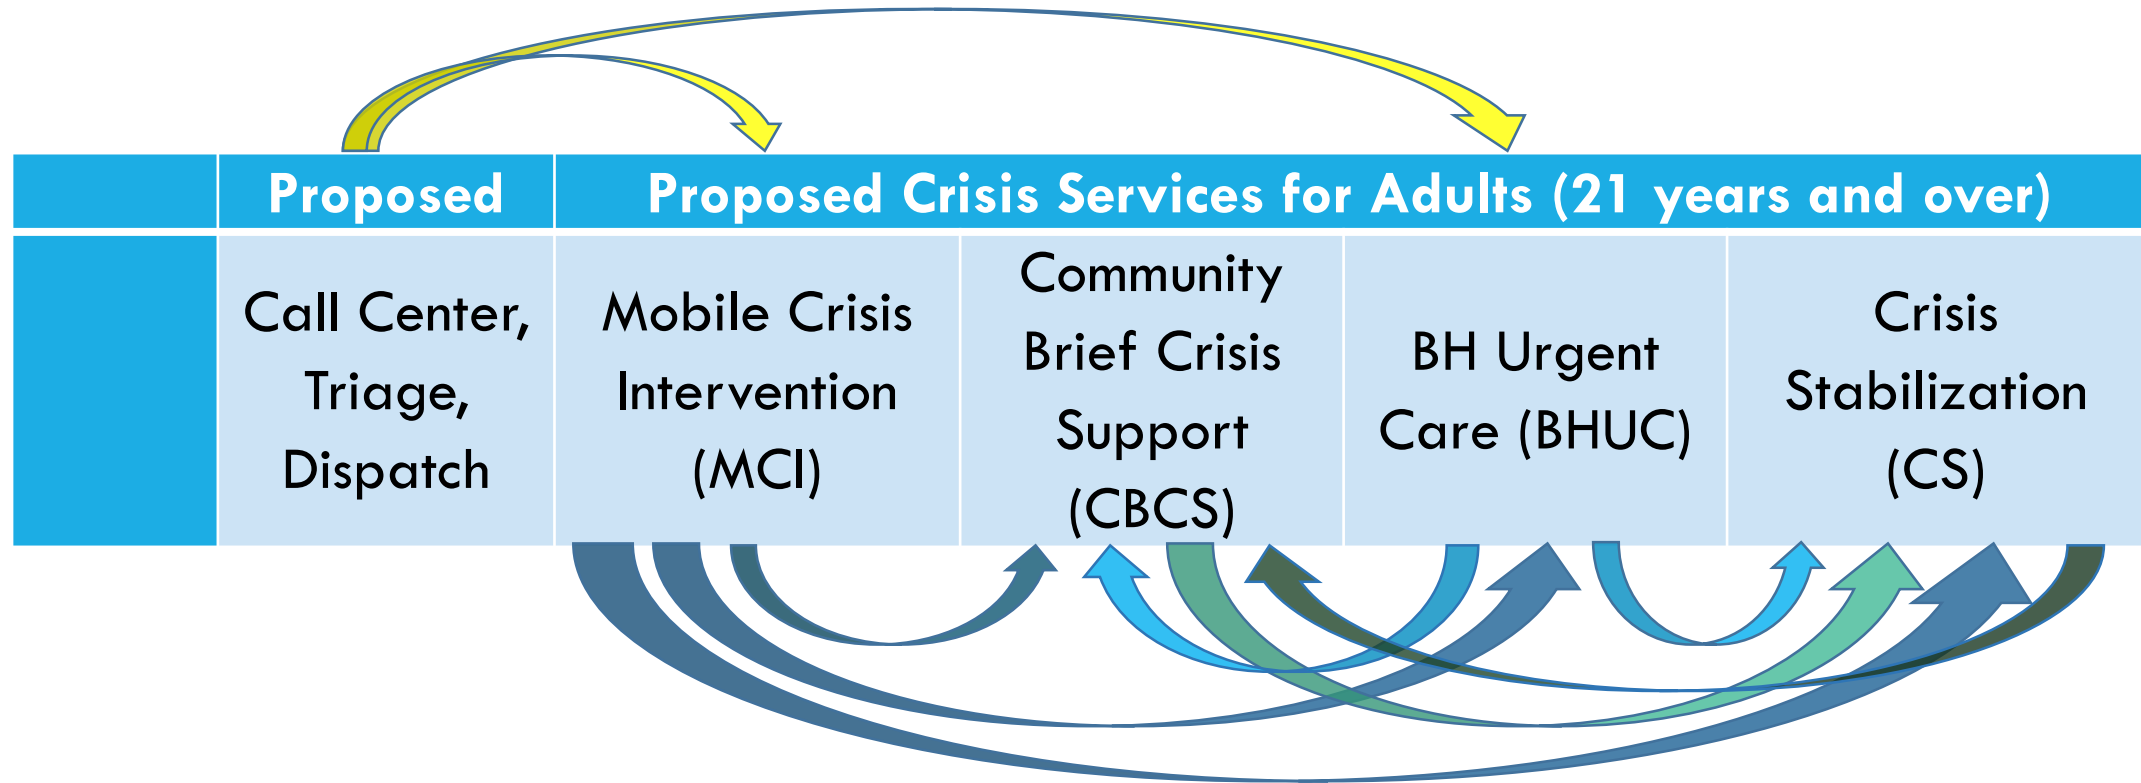 Proposed
Proposed Crisis Services for Adults (21 years and over)
Call Center,
Triage,
Dispatch
Mobile Crisis
Intervention
(MCI)
Community
Brief Crisis
Support
(CBCS)
BH Urgent
Care (BHUC)
Crisis
Stabilization
(CS)